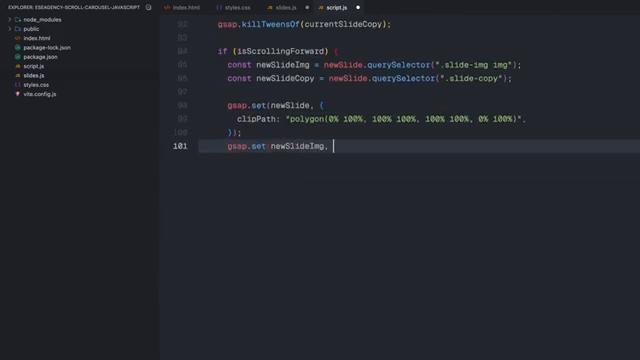 EXPLORER: ESEAGENCY-SCROLL-CAROUSEL-JAVASCRIPT
index.html
styles.css
slides.js
script.js
node_modules
public
index.html
package-lock.json
package.json
script.js
slides.js
styles.css
vite.config.js
92 gsap.killTweensOf(currentSlideCopy);
93
94 if (isScrollingForward) {
95 const newSlideImg = newSlide.querySelector(".slide-img img");
96 const newSlideCopy = newSlide.querySelector(".slide-copy");
97
98 gsap.set(newSlide, {
99 clipPath: "polygon(0% 100%, 100% 100%, 100% 100%, 0% 100%)",
100 });
101 gsap.set(newSlideImg,